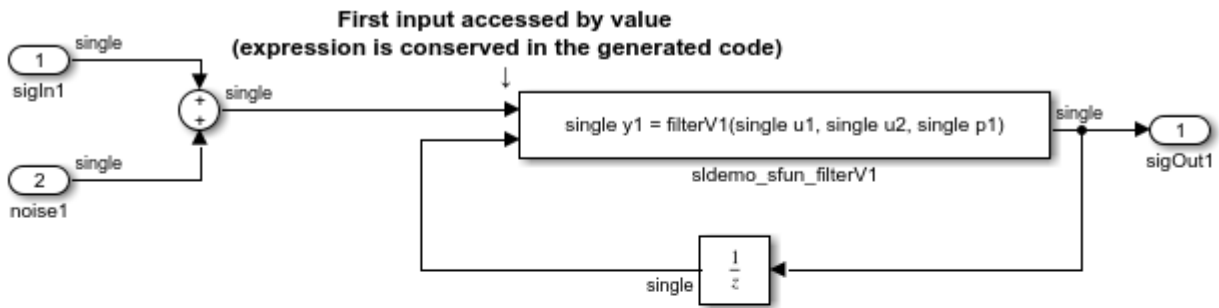 First input accessed by value
(expression is conserved in the generated code)
↓
single
1
sigIn1
+
+
single
single
2
noise1
single y1 = filterV1(single u1, single u2, single p1)
sldemo_sfun_filterV1
single
1
sigOut1
single
1
z